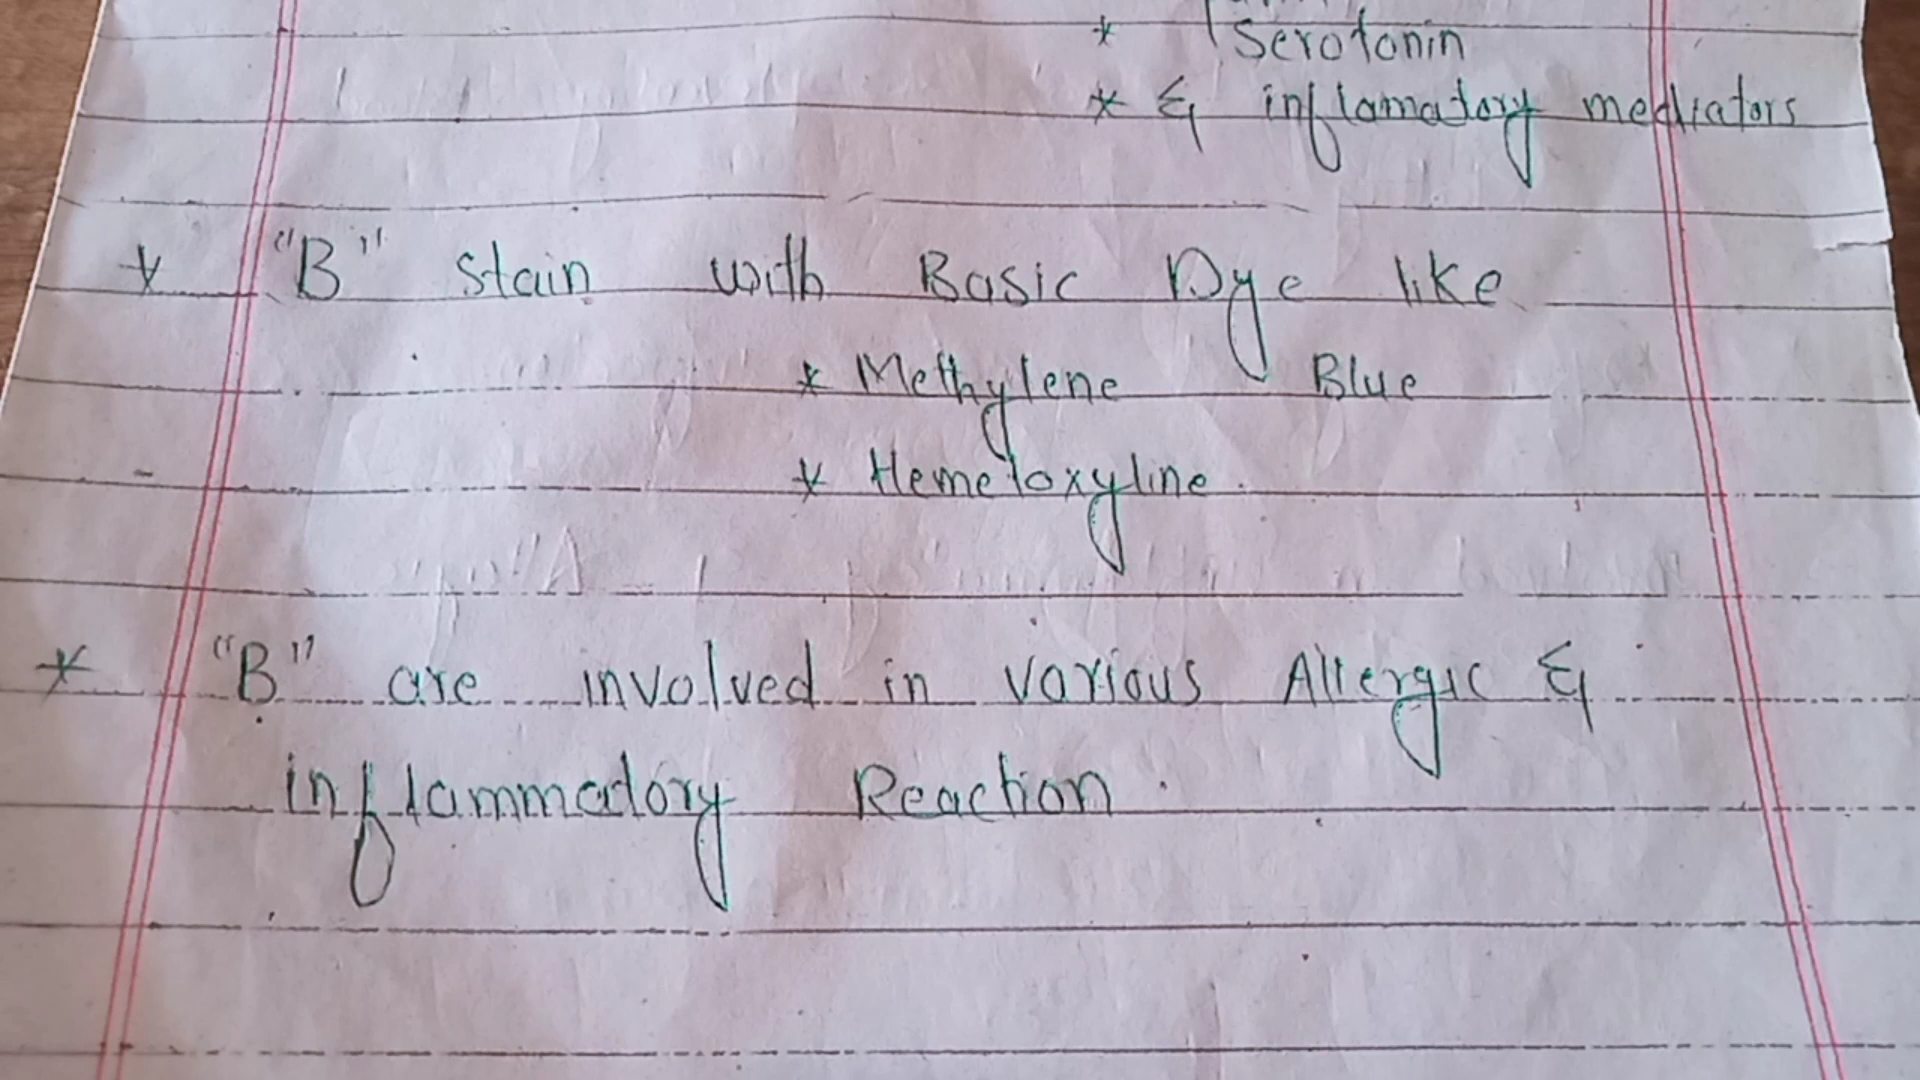 * Serotonin
* & inflamatory mediators
* "B" stain with Basic Dye like
* Methylene Blue
* Hemetoxyline
* "B" are involved in various Allergic &
inflammatory Reaction.